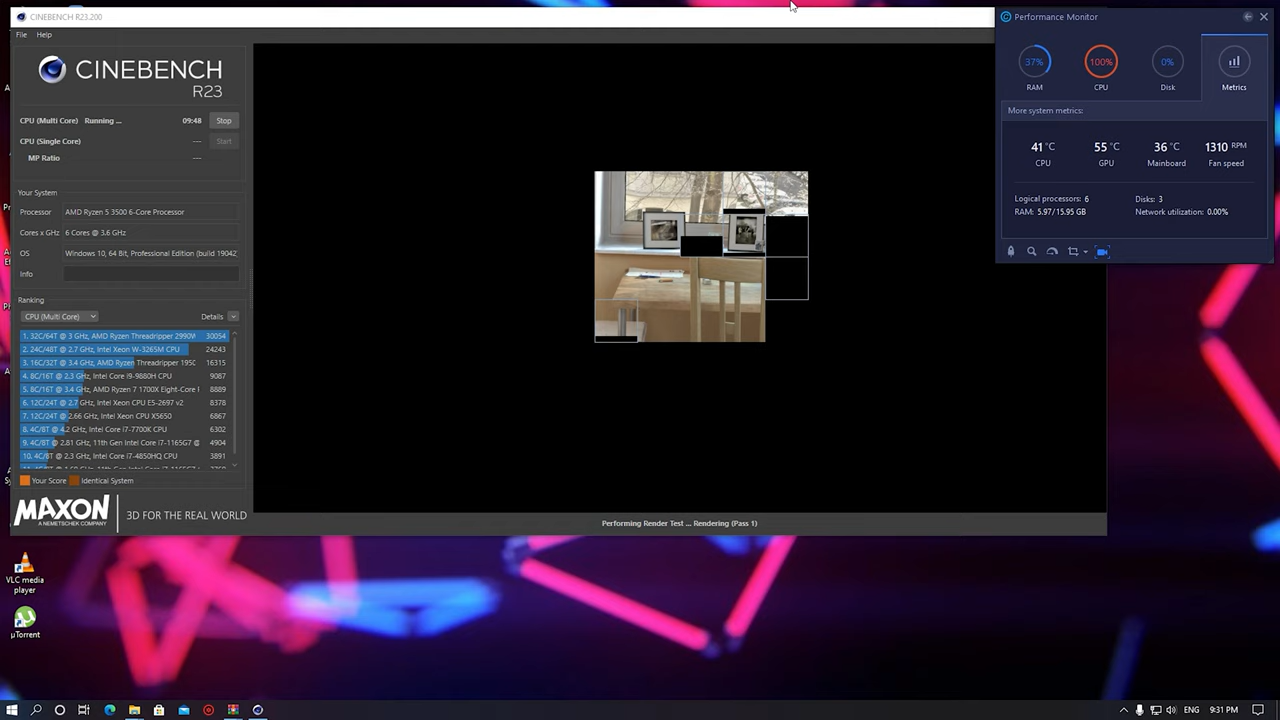 CINEBENCH R23.200
File Help
CINEBENCH
R23
CPU (Multi Core) Running ... 09:48 Stop
CPU (Single Core) ---- Start
MP Ratio ---
Your System
Processor AMD Ryzen 5 3500 6-Core Processor
Cores x GHz 6 Cores @ 3.6 GHz
OS Windows 10, 64 Bit, Professional Edition (build 19042
Info
Ranking
CPU (Multi Core) Details
1. 32C/64T @ 3 GHz, AMD Ryzen Threadripper 2990W 30054
2. 24C/48T @ 2.7 GHz, Intel Xeon W-3265M CPU 24243
3. 16C/32T @ 3.4 GHz, AMD Ryzen Threadripper 195 16315
4. 8C/16T @ 2.3 GHz, Intel Core i9-9880H CPU 9087
5. 8C/16T @ 3.4 GHz, AMD Ryzen 7 1700X Eight-Core 8889
6. 12C/24T @ 2.7 GHz, Intel Xeon CPU E5-2697 v2 8378
7. 12C/24T @ 2.66 GHz, Intel Xeon CPU X5650 6867
8. 4C/8T @ 4.2 GHz, Intel Core i7-7700K CPU 6302
9. 4C/8T @ 2.81 GHz, 11th Gen Intel Core i7-1165G7 @ 4904
10. 4C/8T @ 2.3 GHz, Intel Core i7-4850HQ CPU 3891
Your Score Identical System
MAXON
A NEMETSCHEK COMPANY
3D FOR THE REAL WORLD
Performing Render Test ... Rendering (Pass 1)
Performance Monitor
37% 100% 0%
RAM CPU Disk Metrics
More system metrics:
41 °C 55 °C 36 °C 1310 RPM
CPU GPU Mainboard Fan speed
Logical processors: 6 Disks: 3
RAM: 5.97/15.95 GB Network utilization: 0.00%
VLC media
player
µTorrent
ENG 9:31 PM